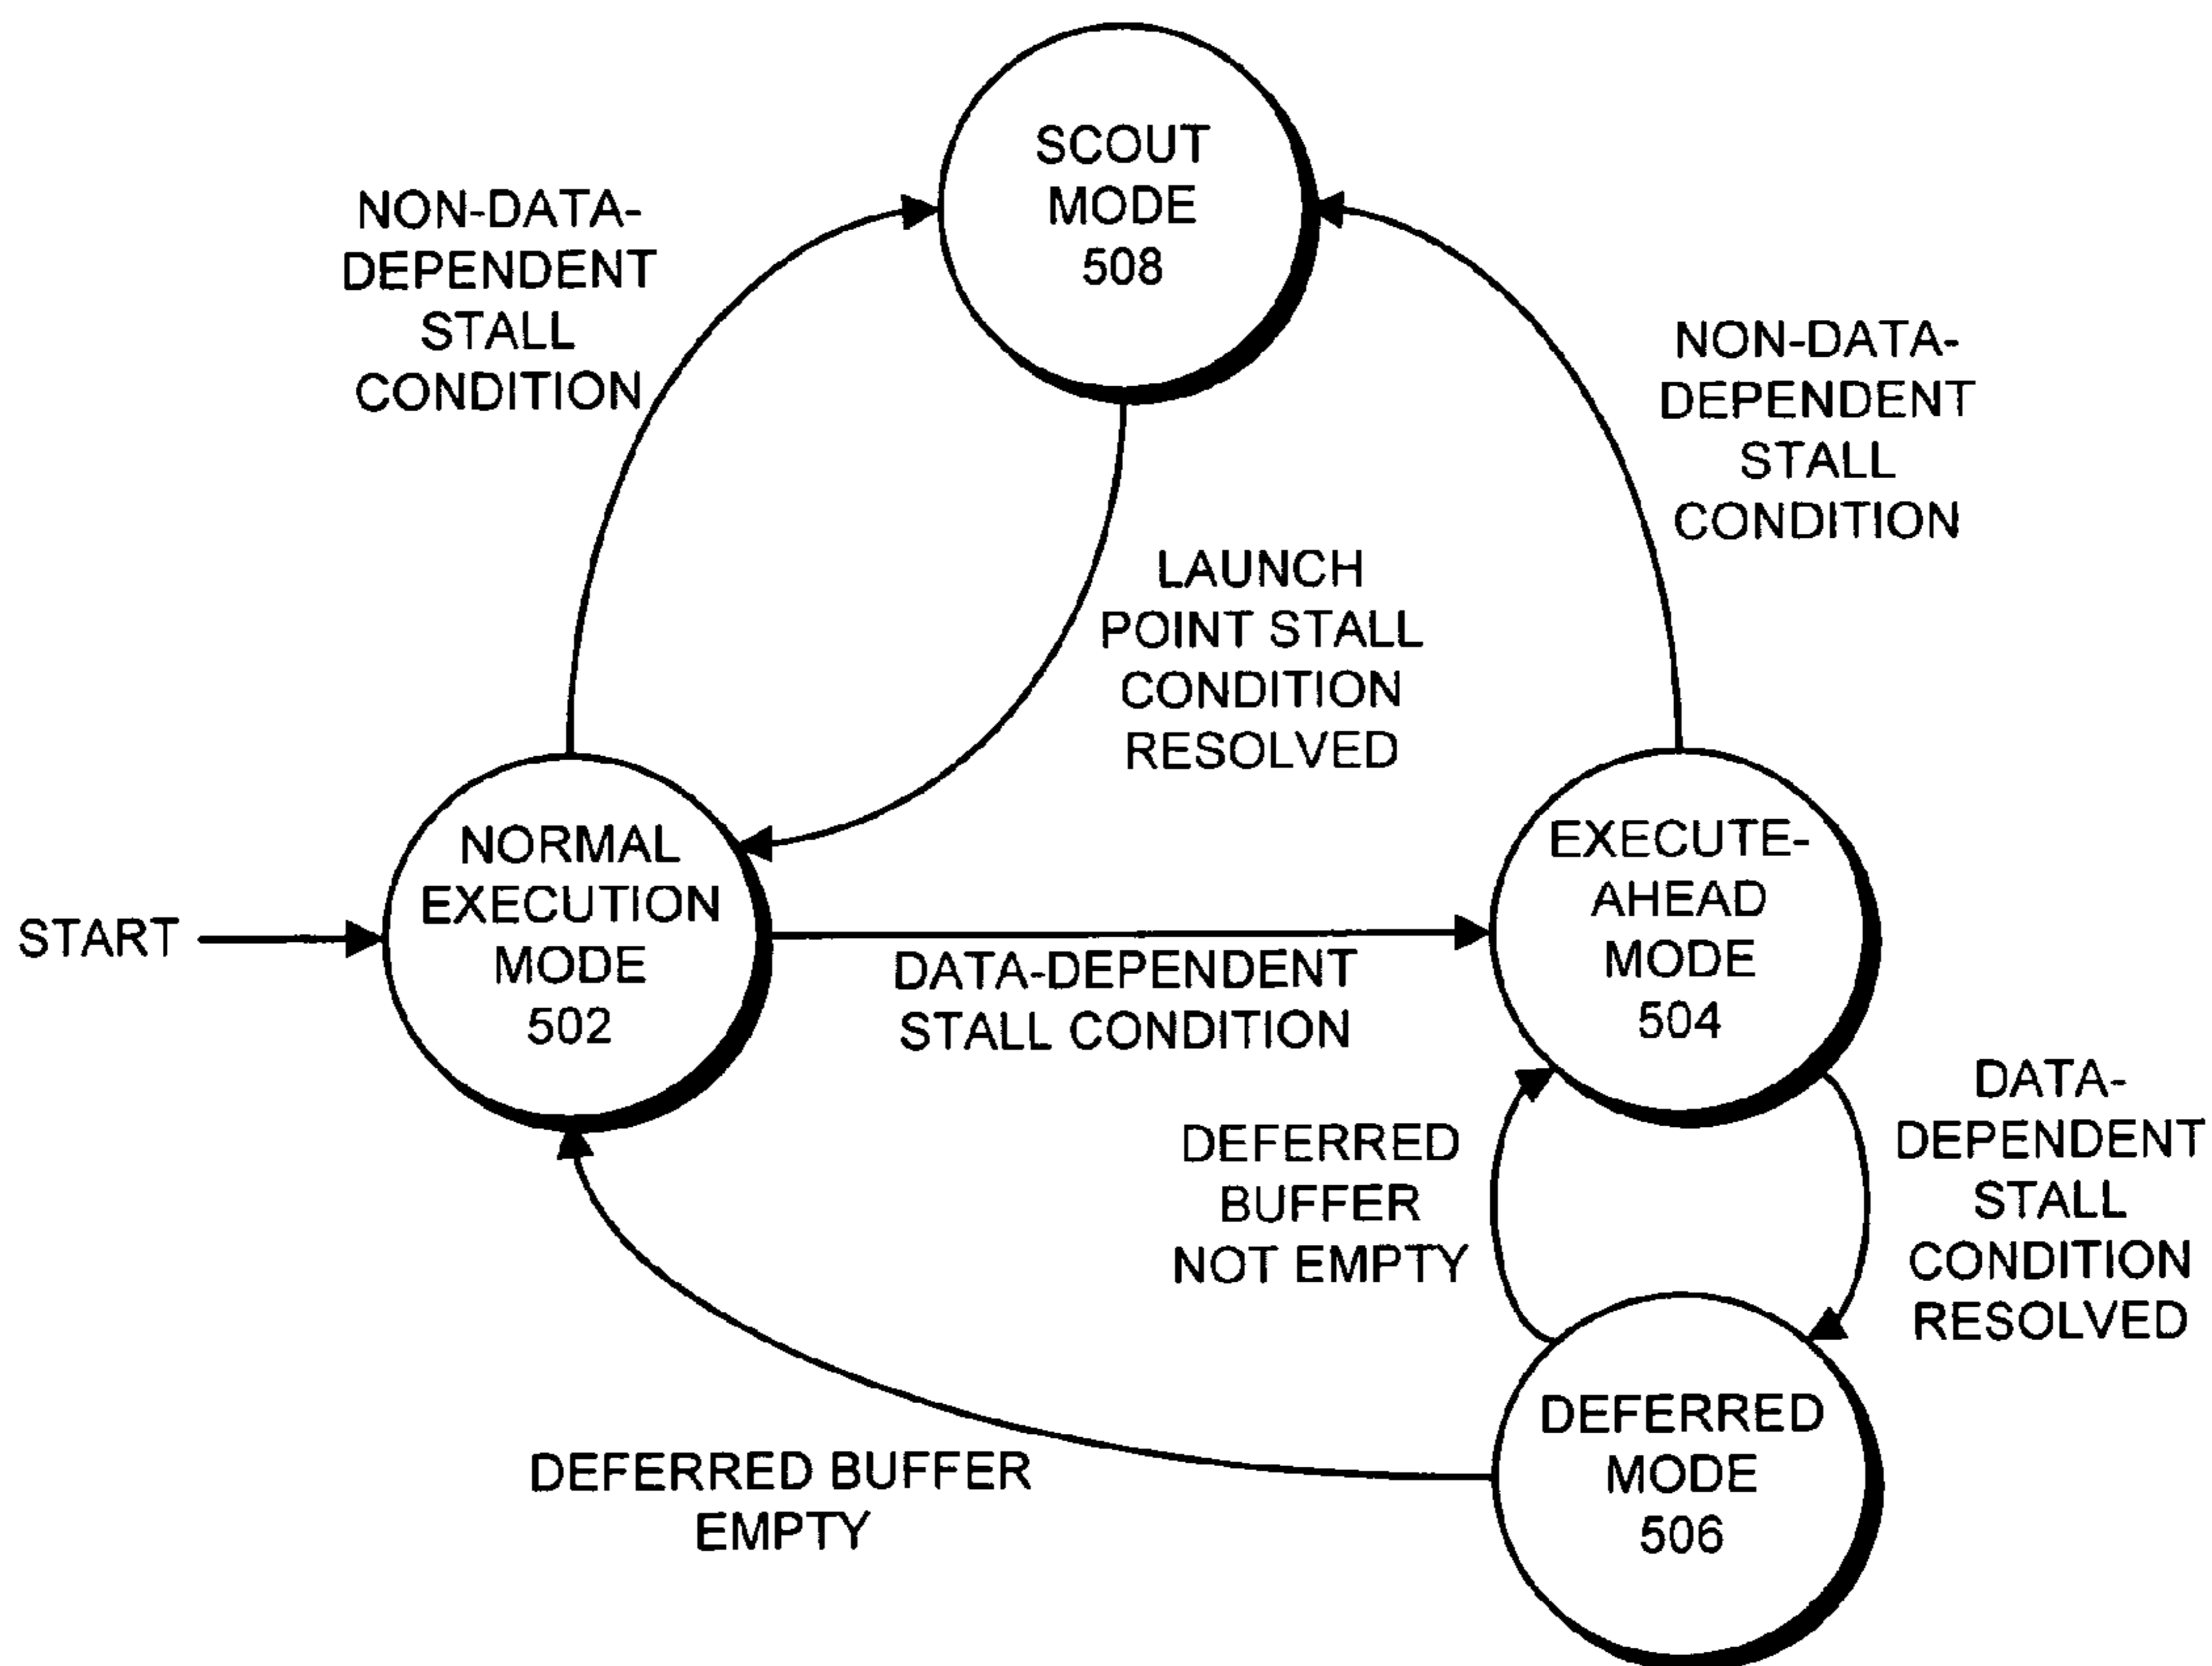 SCOUT
MODE
508
NON-DATA-
DEPENDENT
STALL
CONDITION
NON-DATA-
DEPENDENT
STALL
CONDITION
LAUNCH
POINT STALL
CONDITION
RESOLVED
START
NORMAL
EXECUTION
MODE
502
DATA-DEPENDENT
STALL CONDITION
EXECUTE-
AHEAD
MODE
504
DEFERRED
BUFFER
NOT EMPTY
DATA-
DEPENDENT
STALL
CONDITION
RESOLVED
DEFERRED BUFFER
EMPTY
DEFERRED
MODE
506